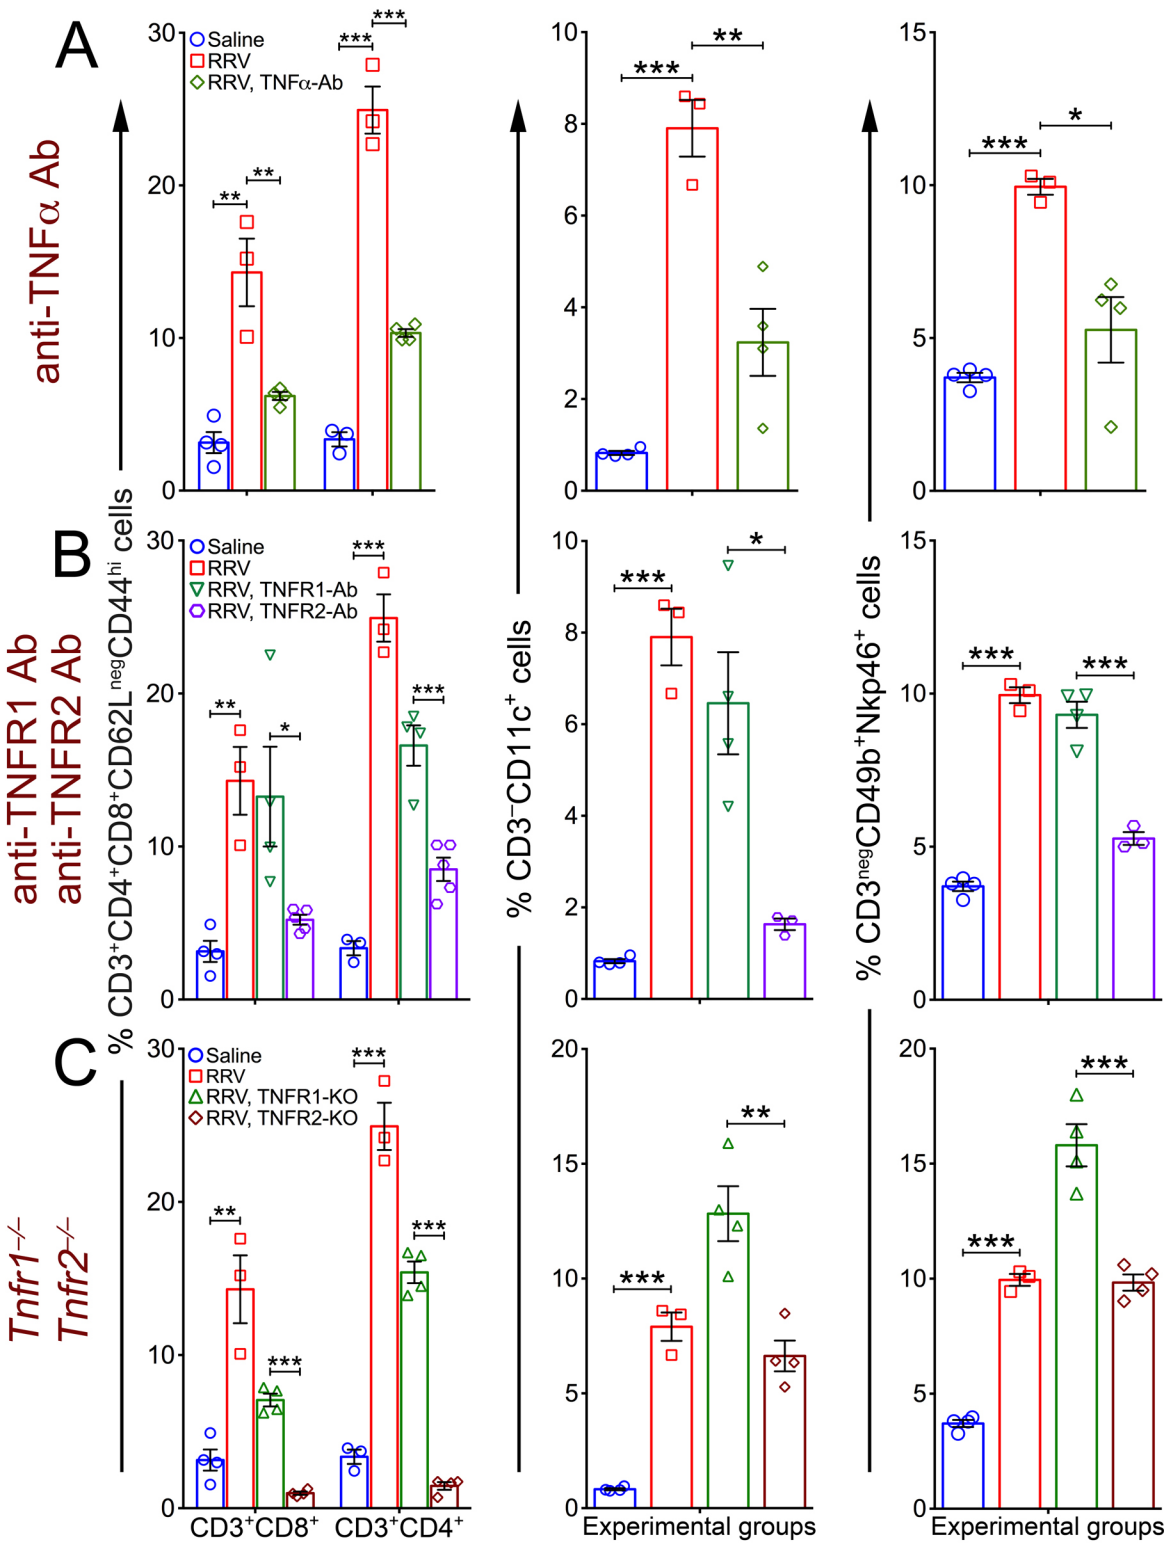 A
anti-TNFα Ab
Saline
RRV
RRV, TNFα-Ab
30
20
10
0
**
**
***
***
10
8
6
4
2
0
***
**
15
10
5
0
***
*
B
anti-TNFR1 Ab
anti-TNFR2 Ab
% CD3⁺CD4⁺CD8⁺CD62LⁿᵉᵍCD44ʰⁱ cells
Saline
RRV
RRV, TNFR1-Ab
RRV, TNFR2-Ab
30
20
10
0
**
*
***
***
% CD3⁻CD11c⁺ cells
10
8
6
4
2
0
***
*
% CD3ⁿᵉᵍCD49b⁺Nkp46⁺ cells
15
10
5
0
***
***
C
Tnfr1⁻/⁻
Tnfr2⁻/⁻
Saline
RRV
RRV, TNFR1-KO
RRV, TNFR2-KO
30
20
10
0
**
***
***
***
CD3⁺CD8⁺ CD3⁺CD4⁺
20
15
10
5
0
***
**
Experimental groups
20
15
10
5
0
***
***
Experimental groups